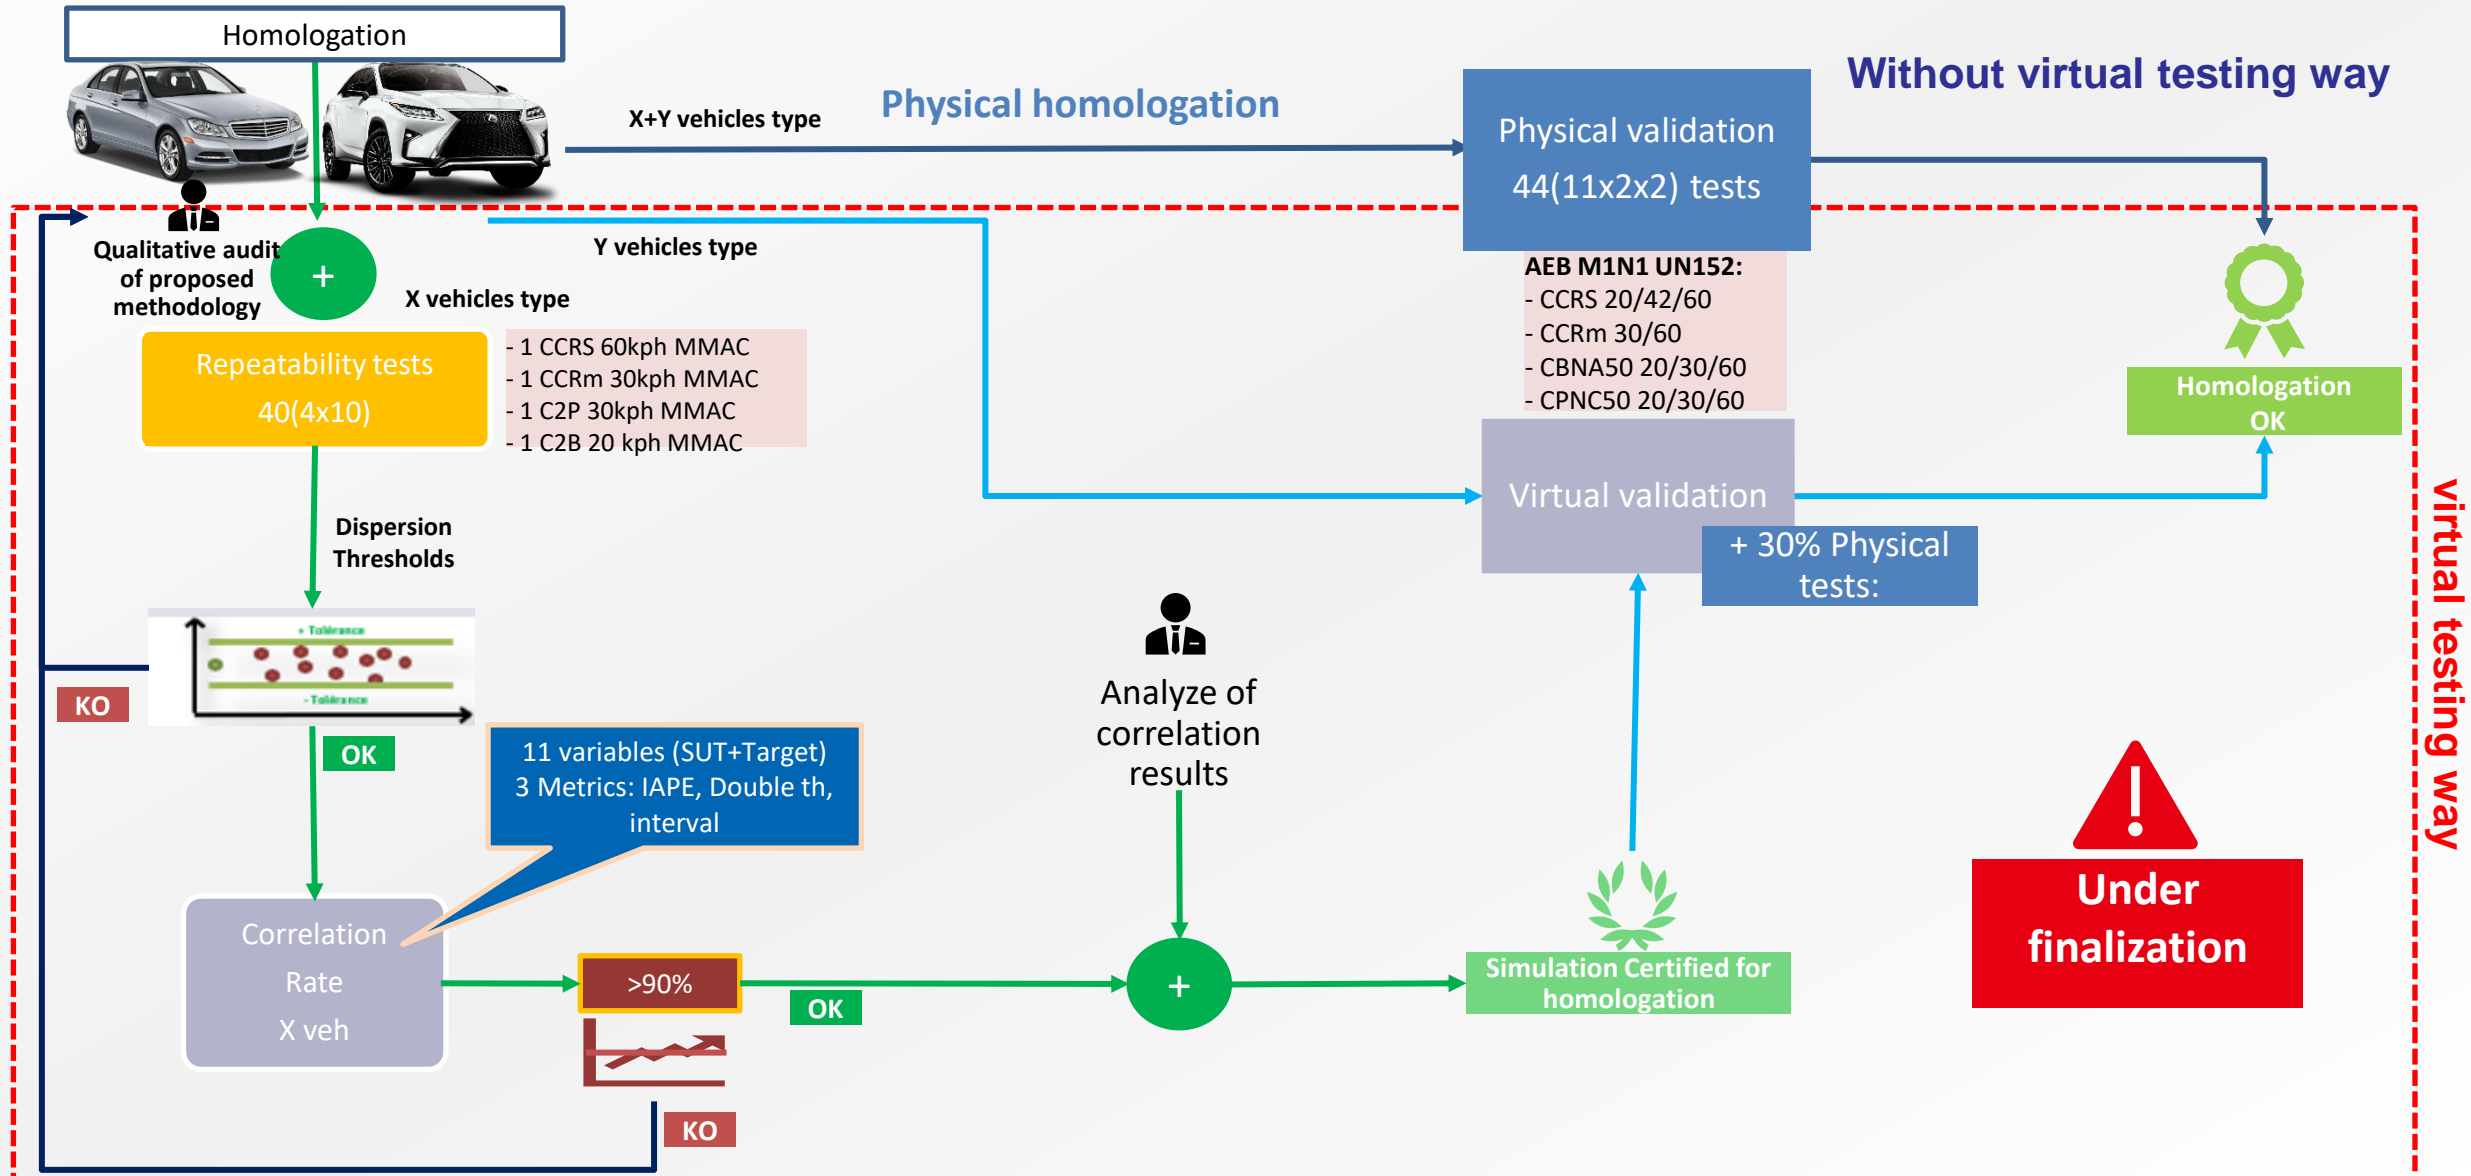 Homologation
Without virtual testing way
Physical homologation
X+Y vehicles type
Physical validation
44(11x2x2) tests
Qualitative audit
of proposed
methodology
+
Y vehicles type
X vehicles type
AEB M1N1 UN152:
- CCRS 20/42/60
- CCRm 30/60
- CBNA50 20/30/60
- CPNC50 20/30/60
Repeatability tests
40(4x10)
- 1 CCRS 60kph MMAC
- 1 CCRm 30kph MMAC
- 1 C2P 30kph MMAC
- 1 C2B 20 kph MMAC
Homologation
OK
Virtual validation
+ 30% Physical
tests:
virtual testing way
Dispersion
Thresholds
+ Tolérance
- Tolérance
KO
OK
11 variables (SUT+Target)
3 Metrics: IAPE, Double th,
interval
Analyze of
correlation
results
Under
finalization
Correlation
Rate
X veh
>90%
OK
+
Simulation Certified for
homologation
KO